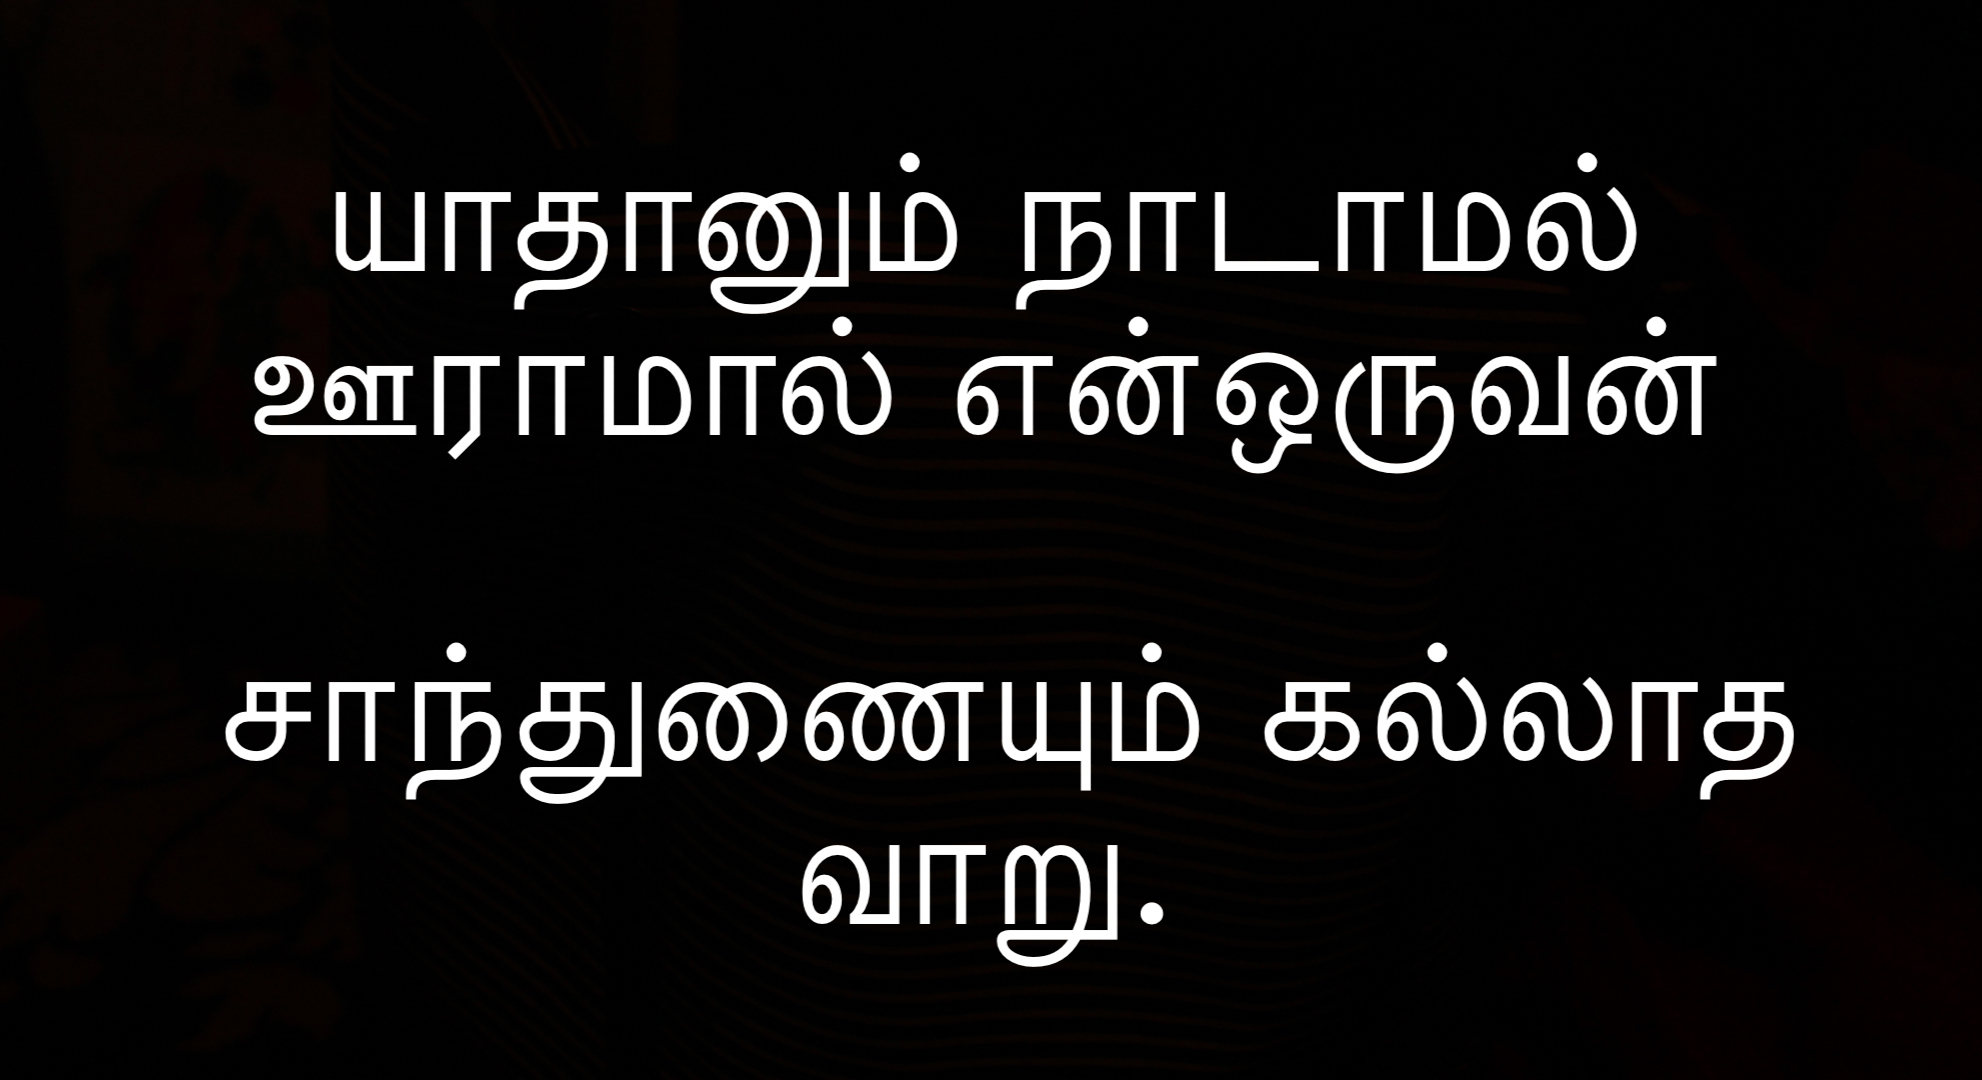 யாதானும் நாடாமல்
ஊராமால் என்ஒருவன்
சாந்துணையும் கல்லாத
வாறு.